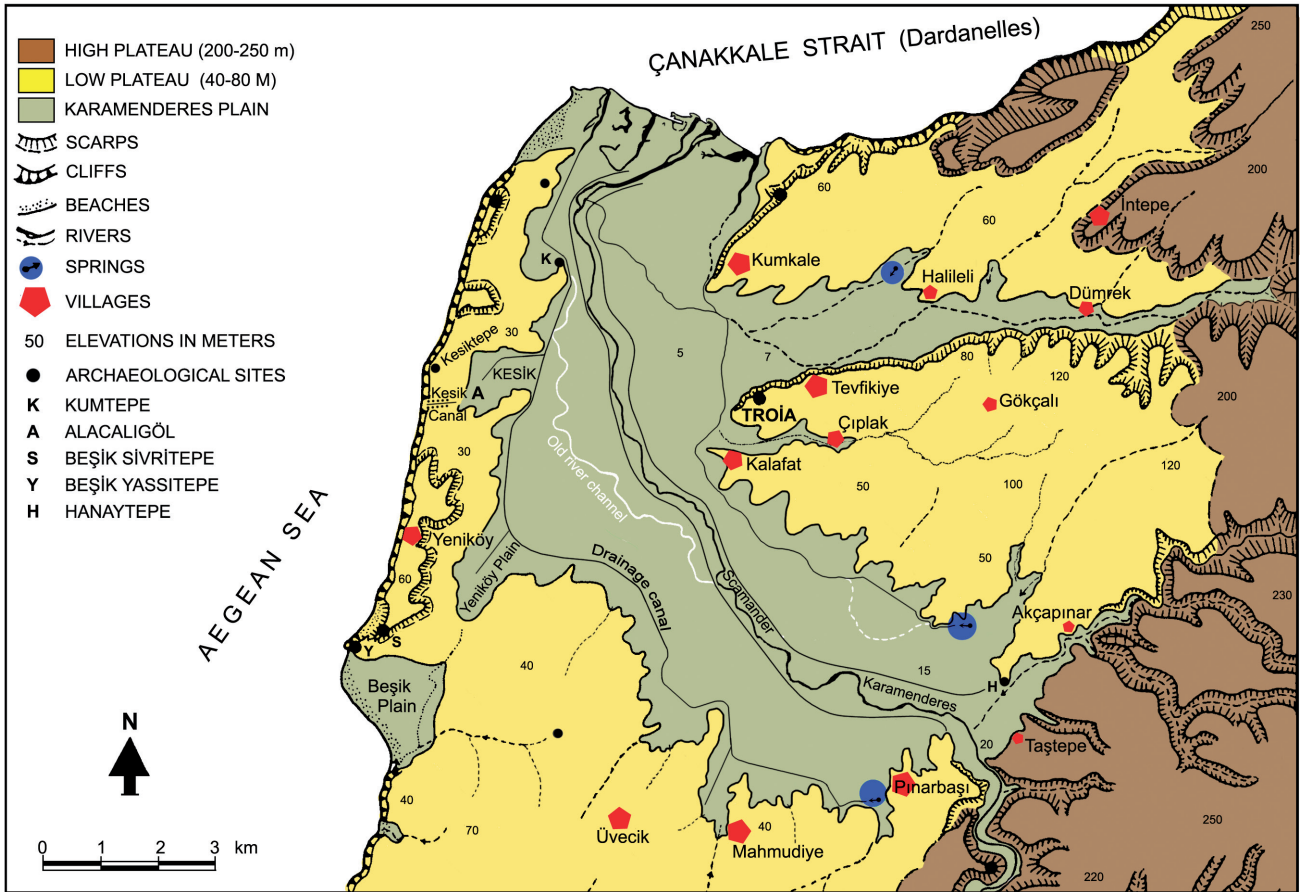 ÇANAKKALE STRAIT (Dardanelles)
HIGH PLATEAU (200-250 m)
LOW PLATEAU (40-80 M)
KARAMENDERES PLAIN
SCARPS
CLIFFS
BEACHES
RIVERS
SPRINGS
VILLAGES
50 ELEVATIONS IN METERS
ARCHAEOLOGICAL SITES
K KUMTEPE
A ALACALIGÖL
S BEŞİK SİVRİTEPE
Y BEŞİK YASSITEPE
H HANAYTEPE
AEGEAN SEA
N
0 1 2 3 km
250
200
60
İntepe
60
K
Kumkale
Halileli
Dümrek
30
Kesiktepe
5
7
80
120
KESİK
A
Kesik
Canal
Tevfikiye
TROİA
Gökçalı
200
Çıplak
30
Kalafat
Old river channel
120
50
100
Yeniköy
60
Yeniköy Plain
Drainage canal
Scamander
50
230
Akçapınar
S
Y
40
15
H
Karamenderes
Beşik
Plain
20
Taştepe
Pınarbaşı
40
70
Üvecik
40
Mahmudiye
250
220